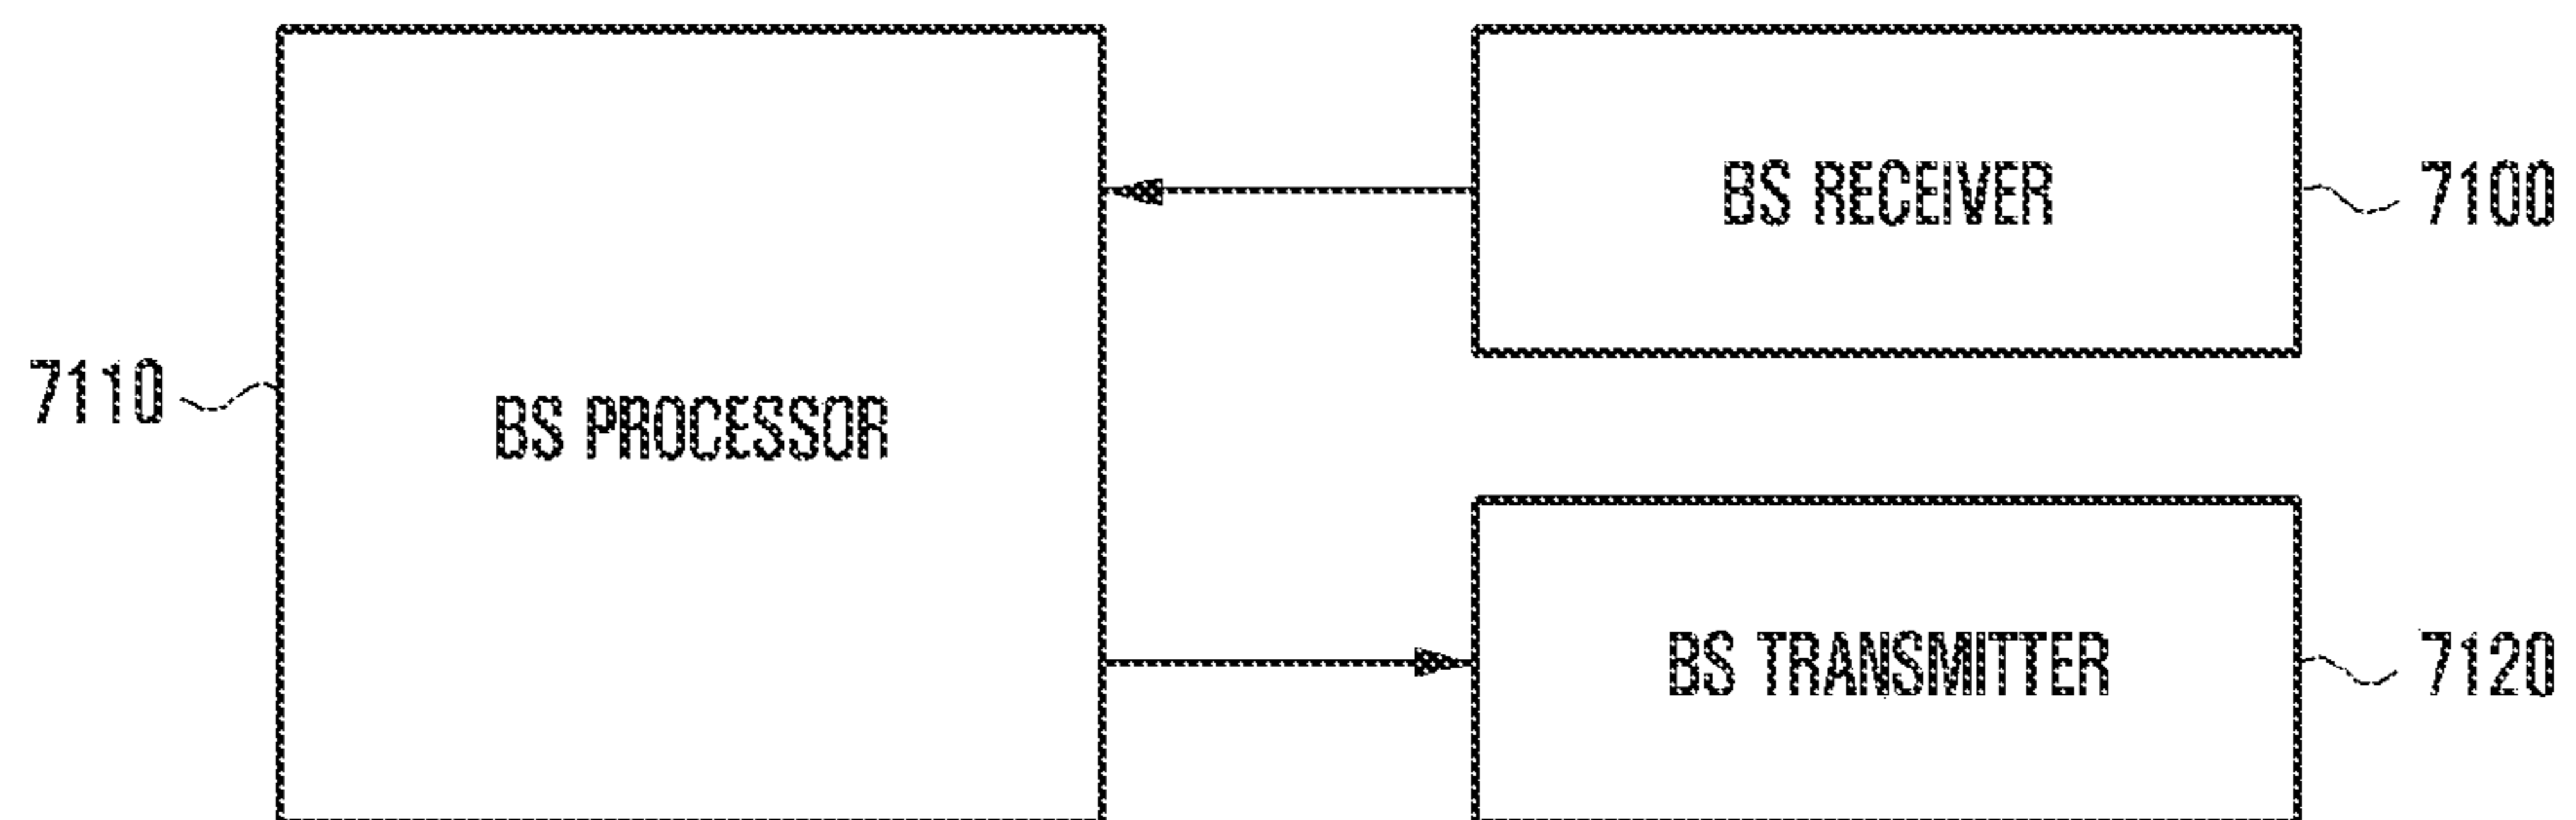 BS RECEIVER
7100
7110
BS PROCESSOR
BS TRANSMITTER
7120